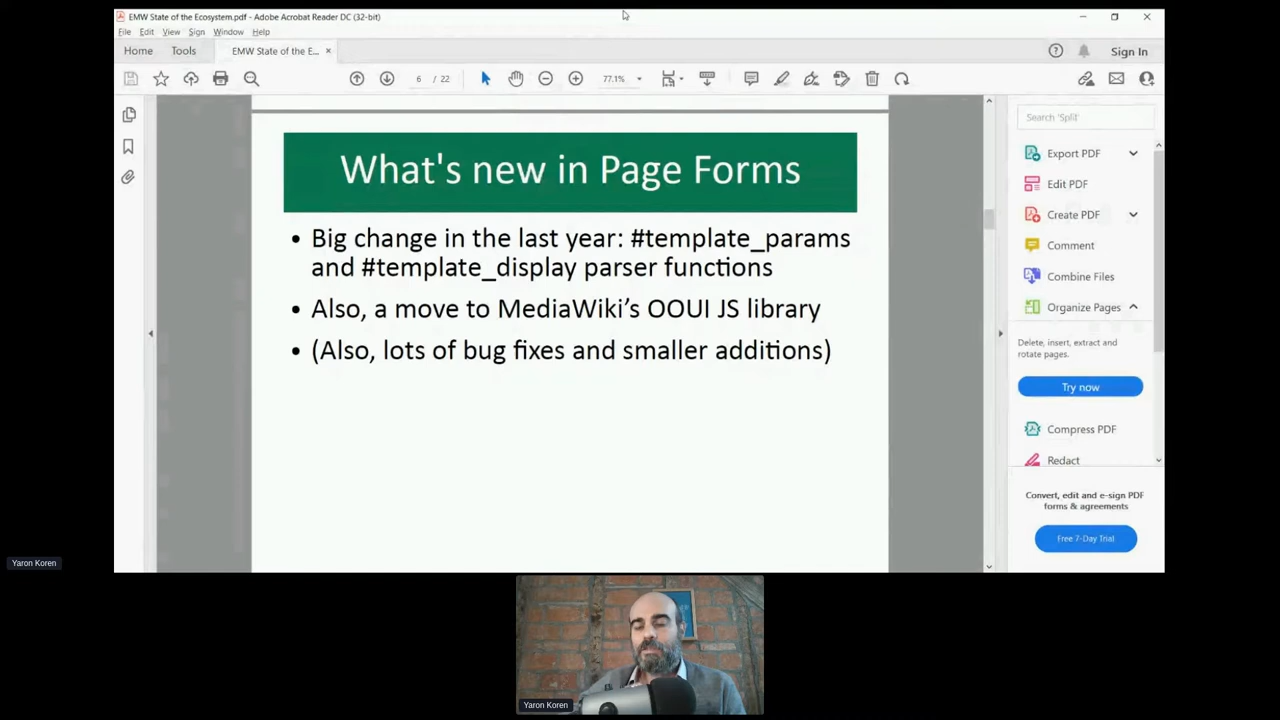 EMW State of the Ecosystem.pdf - Adobe Acrobat Reader DC (32-bit)
File Edit View Sign Window Help
Home Tools EMW State of the E... × Sign In
6 / 22 77.1%
Search 'Split'
Export PDF
Edit PDF
Create PDF
Comment
Combine Files
Organize Pages
Delete, insert, extract and
rotate pages.
Try now
Compress PDF
Redact
Convert, edit and e-sign PDF
forms & agreements
Free 7-Day Trial
What's new in Page Forms
• Big change in the last year: #template_params
and #template_display parser functions
• Also, a move to MediaWiki’s OOUI JS library
• (Also, lots of bug fixes and smaller additions)
Yaron Koren
Yaron Koren